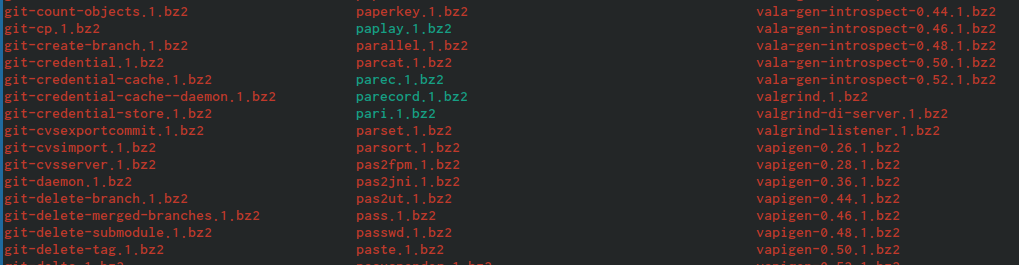 git-count-objects.1.bz2 paperkey.1.bz2 vala-gen-introspect-0.44.1.bz2
git-cp.1.bz2 paplay.1.bz2 vala-gen-introspect-0.46.1.bz2
git-create-branch.1.bz2 parallel.1.bz2 vala-gen-introspect-0.48.1.bz2
git-credential.1.bz2 parcat.1.bz2 vala-gen-introspect-0.50.1.bz2
git-credential-cache.1.bz2 parec.1.bz2 vala-gen-introspect-0.52.1.bz2
git-credential-cache--daemon.1.bz2 parecord.1.bz2 valgrind.1.bz2
git-credential-store.1.bz2 pari.1.bz2 valgrind-di-server.1.bz2
git-cvsexportcommit.1.bz2 parset.1.bz2 valgrind-listener.1.bz2
git-cvsimport.1.bz2 parsort.1.bz2 vapigen-0.26.1.bz2
git-cvsserver.1.bz2 pas2fpm.1.bz2 vapigen-0.28.1.bz2
git-daemon.1.bz2 pas2jni.1.bz2 vapigen-0.36.1.bz2
git-delete-branch.1.bz2 pas2ut.1.bz2 vapigen-0.44.1.bz2
git-delete-merged-branches.1.bz2 pass.1.bz2 vapigen-0.46.1.bz2
git-delete-submodule.1.bz2 passwd.1.bz2 vapigen-0.48.1.bz2
git-delete-tag.1.bz2 paste.1.bz2 vapigen-0.50.1.bz2